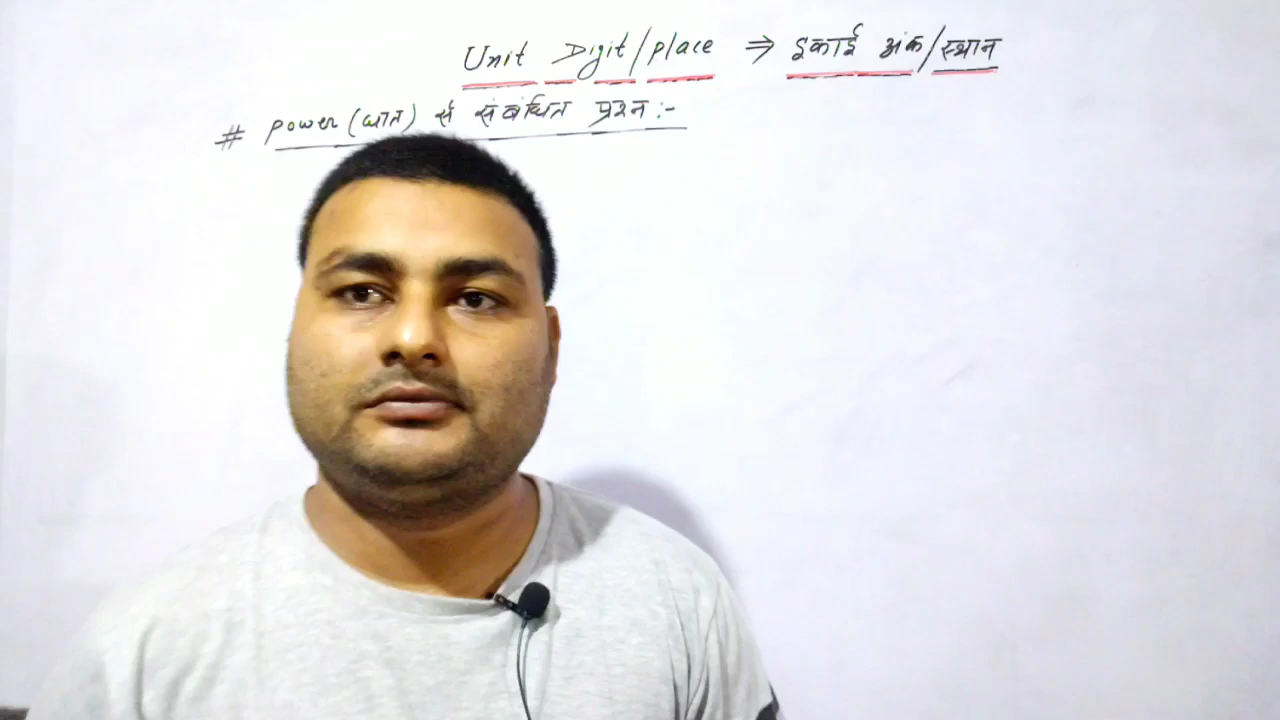 Unit Digit/place ⇒ इकाई अंक/स्थान
# power (घात) से संबंधित प्रश्न :-